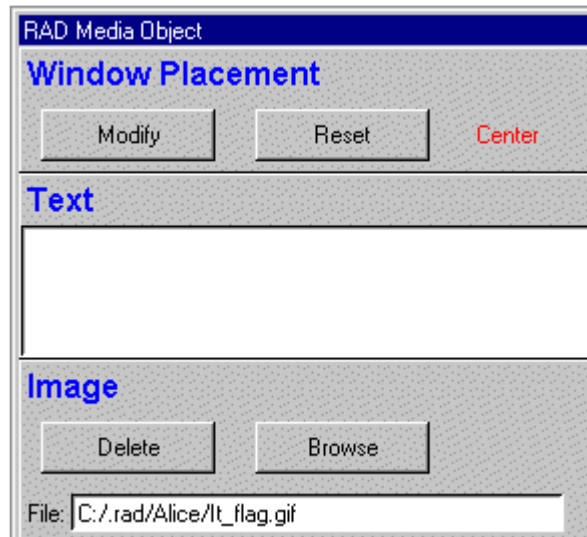 RAD Media Object
Window Placement
Modify Reset Center
Text
Image
Delete Browse
File: C:/.rad/Alice/It_flag.gif